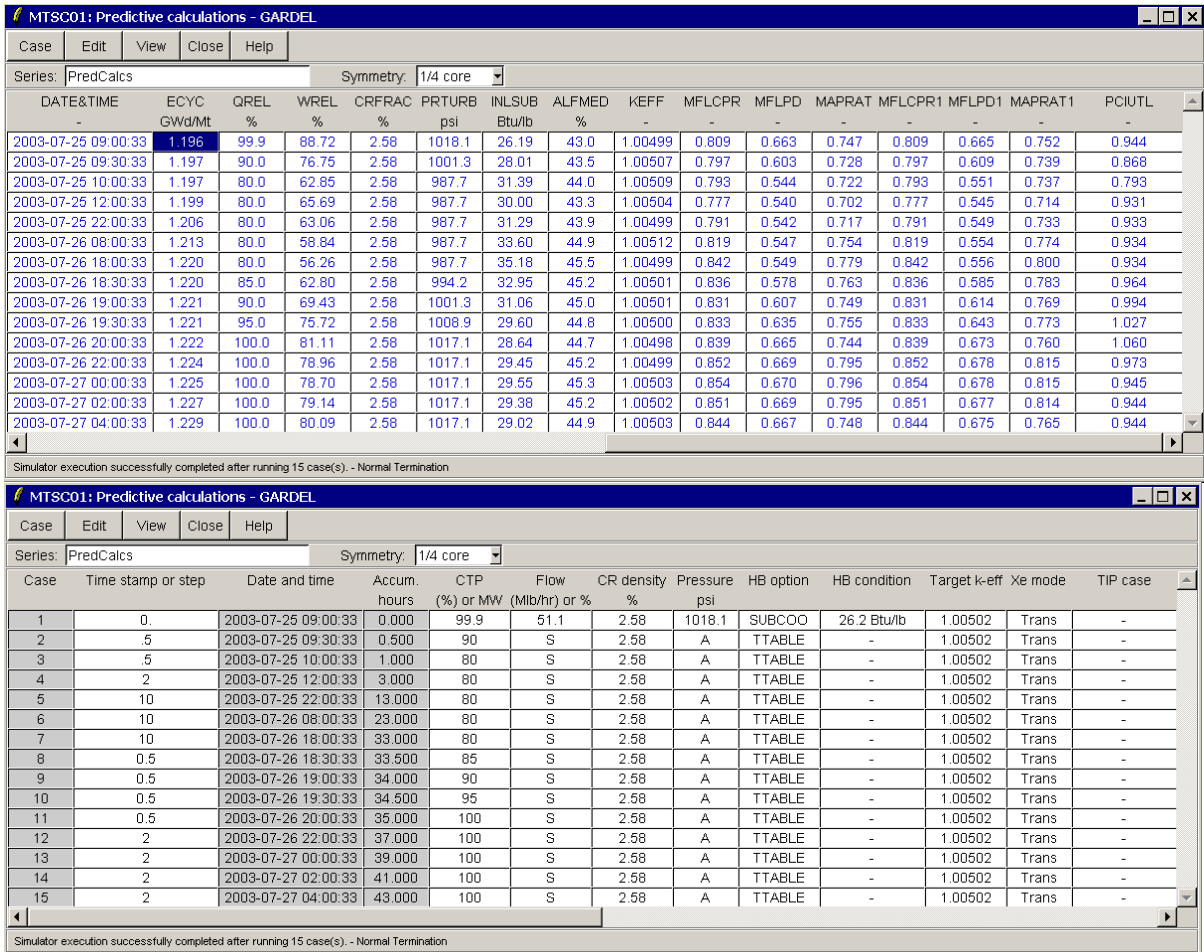 MTSC01: Predictive calculations - GARDEL
Case Edit View Close Help
Series: PredCalcs Symmetry: 1/4 core
DATE&TIME ECYC QREL WREL CRFRAC PRTURB INLSUB ALFMED KEFF MFLCPR MFLPD MAPRAT MFLCPR1 MFLPD1 MAPRAT1 PCIUTL
- GWd/Mt % % % psi Btu/lb % - - - - - - - -
2003-07-25 09:00:33 1.196 99.9 88.72 2.58 1018.1 26.19 43.0 1.00499 0.809 0.663 0.747 0.809 0.665 0.752 0.944
2003-07-25 09:30:33 1.197 90.0 76.75 2.58 1001.3 28.01 43.5 1.00507 0.797 0.603 0.728 0.797 0.609 0.739 0.868
2003-07-25 10:00:33 1.197 80.0 62.85 2.58 987.7 31.39 44.0 1.00509 0.793 0.544 0.722 0.793 0.551 0.737 0.793
2003-07-25 12:00:33 1.199 80.0 65.69 2.58 987.7 30.00 43.3 1.00504 0.777 0.540 0.702 0.777 0.545 0.714 0.931
2003-07-25 22:00:33 1.206 80.0 63.06 2.58 987.7 31.29 43.9 1.00499 0.791 0.542 0.717 0.791 0.549 0.733 0.933
2003-07-26 08:00:33 1.213 80.0 58.84 2.58 987.7 33.60 44.9 1.00512 0.819 0.547 0.754 0.819 0.554 0.774 0.934
2003-07-26 18:00:33 1.220 80.0 56.26 2.58 987.7 35.18 45.5 1.00499 0.842 0.549 0.779 0.842 0.556 0.800 0.934
2003-07-26 18:30:33 1.220 85.0 62.80 2.58 994.2 32.95 45.2 1.00501 0.836 0.578 0.763 0.836 0.585 0.783 0.964
2003-07-26 19:00:33 1.221 90.0 69.43 2.58 1001.3 31.06 45.0 1.00501 0.831 0.607 0.749 0.831 0.614 0.769 0.994
2003-07-26 19:30:33 1.221 95.0 75.72 2.58 1008.9 29.60 44.8 1.00500 0.833 0.635 0.755 0.833 0.643 0.773 1.027
2003-07-26 20:00:33 1.222 100.0 81.11 2.58 1017.1 28.64 44.7 1.00498 0.839 0.665 0.744 0.839 0.673 0.760 1.060
2003-07-26 22:00:33 1.224 100.0 78.96 2.58 1017.1 29.45 45.2 1.00499 0.852 0.669 0.795 0.852 0.678 0.815 0.973
2003-07-27 00:00:33 1.225 100.0 78.70 2.58 1017.1 29.55 45.3 1.00503 0.854 0.670 0.796 0.854 0.678 0.815 0.945
2003-07-27 02:00:33 1.227 100.0 79.14 2.58 1017.1 29.38 45.2 1.00502 0.851 0.669 0.795 0.851 0.677 0.814 0.944
2003-07-27 04:00:33 1.229 100.0 80.09 2.58 1017.1 29.02 44.9 1.00503 0.844 0.667 0.748 0.844 0.675 0.765 0.944
Simulator execution successfully completed after running 15 case(s). - Normal Termination
MTSC01: Predictive calculations - GARDEL
Case Edit View Close Help
Series: PredCalcs Symmetry: 1/4 core
Case Time stamp or step Date and time Accum. CTP Flow CR density Pressure HB option HB condition Target k-eff Xe mode TIP case
hours (%) or MW (Mlb/hr) or % % psi
1 0. 2003-07-25 09:00:33 0.000 99.9 51.1 2.58 1018.1 SUBCOO 26.2 Btu/lb 1.00502 Trans
2 .5 2003-07-25 09:30:33 0.500 90 S 2.58 A TTABLE - 1.00502 Trans -
3 .5 2003-07-25 10:00:33 1.000 80 S 2.58 A TTABLE - 1.00502 Trans -
4 2 2003-07-25 12:00:33 3.000 80 S 2.58 A TTABLE - 1.00502 Trans -
5 10 2003-07-25 22:00:33 13.000 80 S 2.58 A TTABLE - 1.00502 Trans -
6 10 2003-07-26 08:00:33 23.000 80 S 2.58 A TTABLE - 1.00502 Trans -
7 10 2003-07-26 18:00:33 33.000 80 S 2.58 A TTABLE - 1.00502 Trans -
8 0.5 2003-07-26 18:30:33 33.500 85 S 2.58 A TTABLE - 1.00502 Trans -
9 0.5 2003-07-26 19:00:33 34.000 90 S 2.58 A TTABLE - 1.00502 Trans -
10 0.5 2003-07-26 19:30:33 34.500 95 S 2.58 A TTABLE - 1.00502 Trans -
11 0.5 2003-07-26 20:00:33 35.000 100 S 2.58 A TTABLE - 1.00502 Trans -
12 2 2003-07-26 22:00:33 37.000 100 S 2.58 A TTABLE - 1.00502 Trans -
13 2 2003-07-27 00:00:33 39.000 100 S 2.58 A TTABLE - 1.00502 Trans -
14 2 2003-07-27 02:00:33 41.000 100 S 2.58 A TTABLE - 1.00502 Trans -
15 2 2003-07-27 04:00:33 43.000 100 S 2.58 A TTABLE - 1.00502 Trans -
Simulator execution successfully completed after running 15 case(s). - Normal Termination